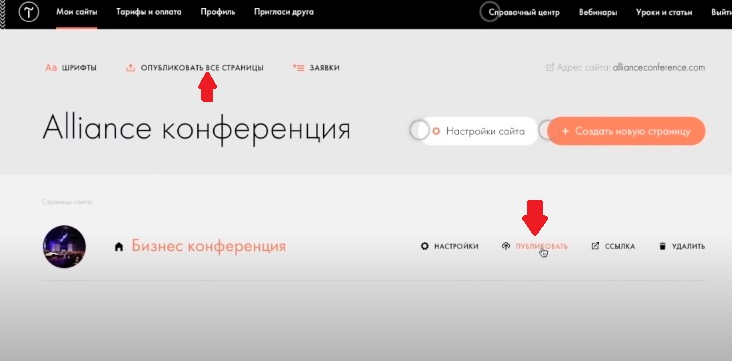 Мои сайты Тарифы и оплата Профиль Пригласи друга Справочный центр Вебинары Уроки и статьи Выйти
Aa ШРИФТЫ ОПУБЛИКОВАТЬ ВСЕ СТРАНИЦЫ ЗАЯВКИ Адрес сайта: allianceconference.com
Alliance конференция Настройки сайта + Создать новую страницу
Страницы сайта
Бизнес конференция НАСТРОЙКИ ПУБЛИКОВАТЬ ССЫЛКА УДАЛИТЬ